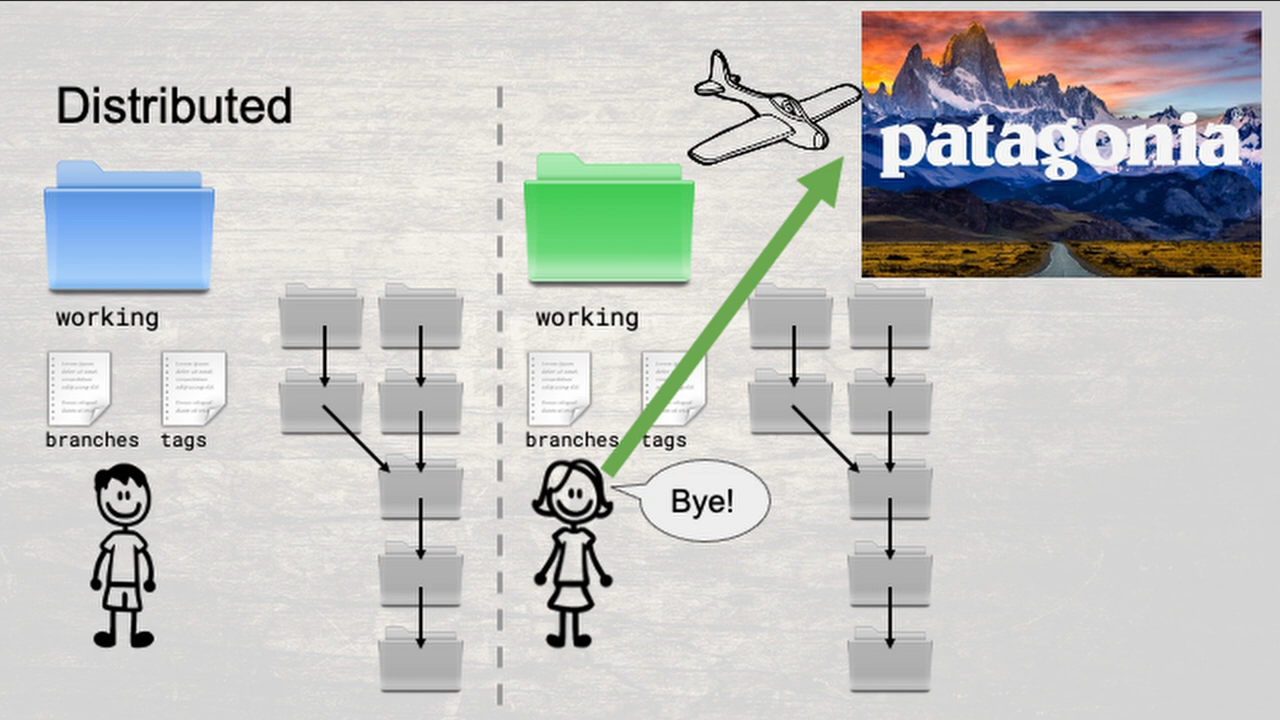 Distributed
patagonia
working
working
branches
tags
branches
tags
Bye!